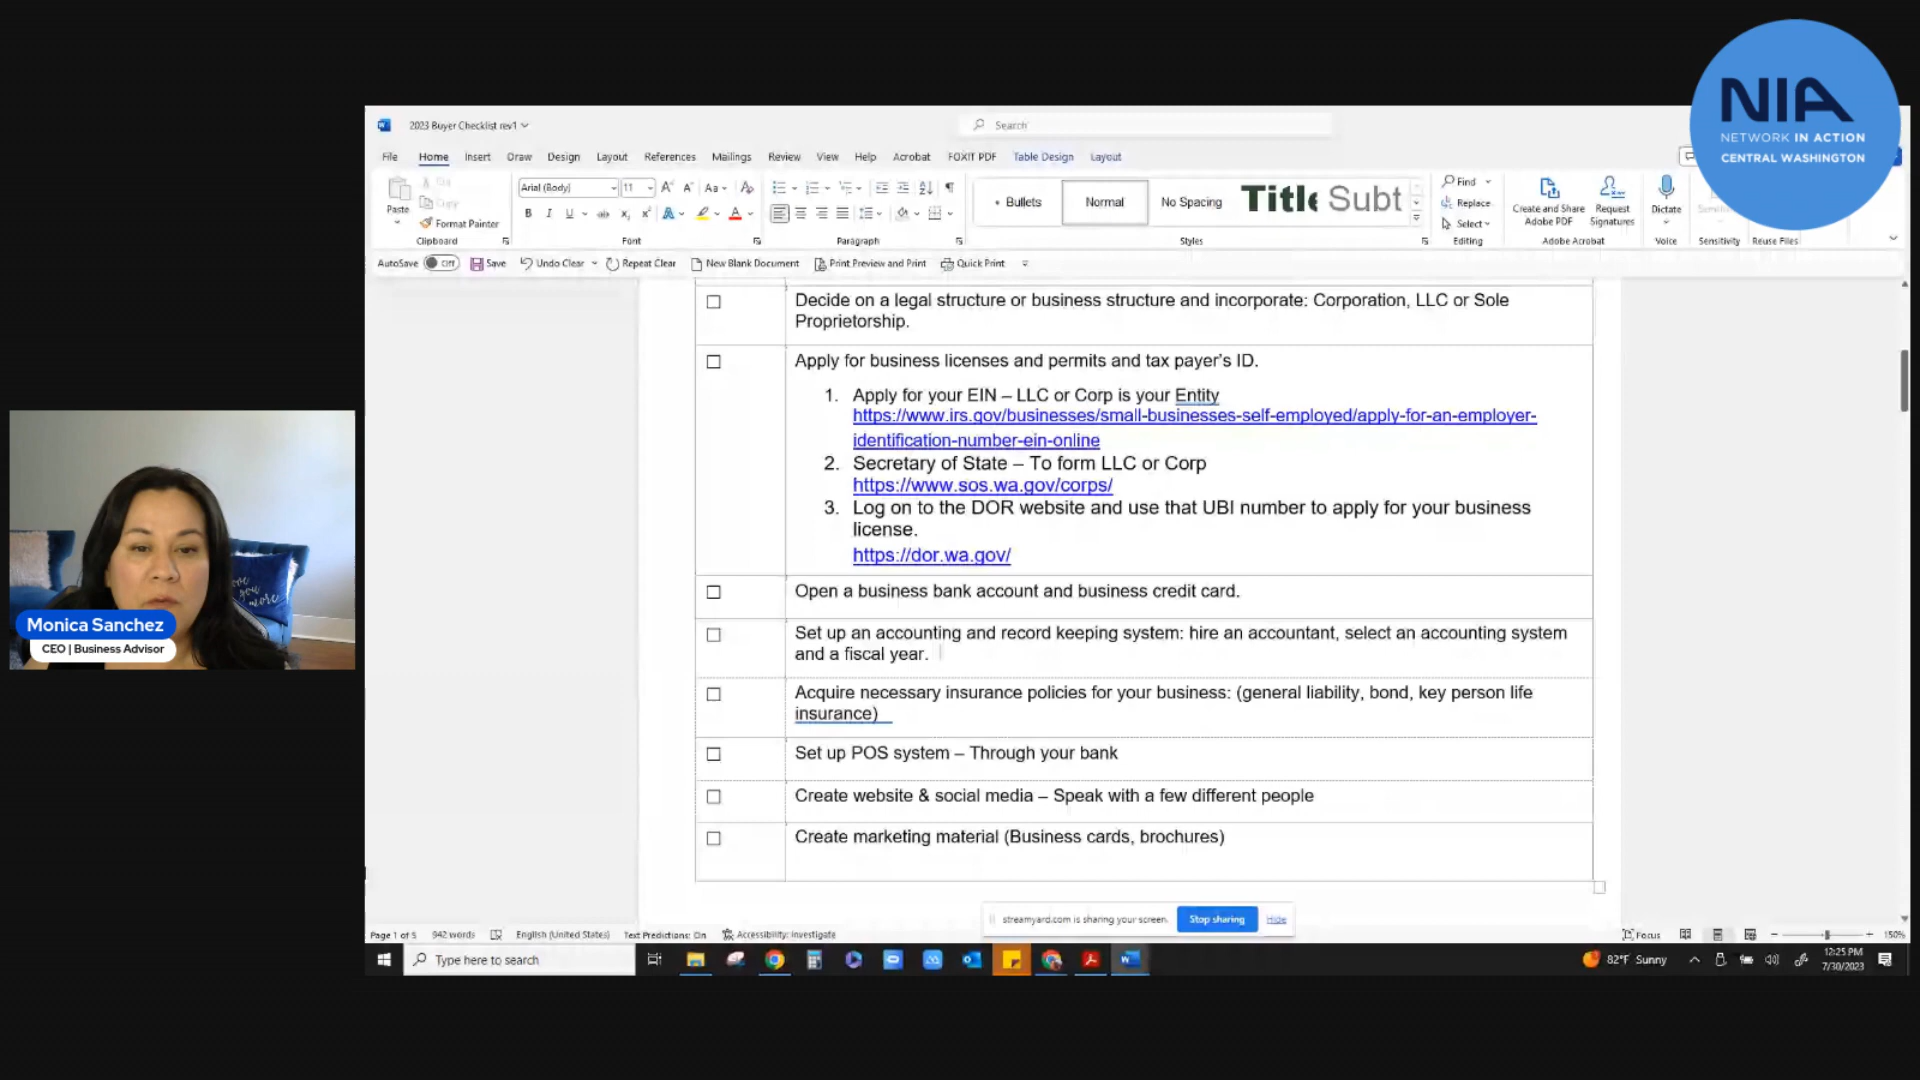 NIA
NETWORK IN ACTION
CENTRAL WASHINGTON
2023 Buyer Checklist rev1
Search
File Home Insert Draw Design Layout References Mailings Review View Help Acrobat FOXIT PDF Table Design Layout
Paste
Cut
Copy
Format Painter
Clipboard
Arial (Body) 11
Font
Paragraph
• Bullets
Normal
No Spacing
Title
Subt
Styles
Find
Replace
Select
Editing
Create and Share
Adobe PDF
Request
Signatures
Adobe Acrobat
Dictate
Voice
Sensitivity
Reuse Files
AutoSave Off Save Undo Clear Repeat Clear New Blank Document Print Preview and Print Quick Print
Decide on a legal structure or business structure and incorporate: Corporation, LLC or Sole
Proprietorship.
Apply for business licenses and permits and tax payer's ID.
1. Apply for your EIN – LLC or Corp is your Entity
https://www.irs.gov/businesses/small-businesses-self-employed/apply-for-an-employer-
identification-number-ein-online
2. Secretary of State – To form LLC or Corp
https://www.sos.wa.gov/corps/
3. Log on to the DOR website and use that UBI number to apply for your business
license.
https://dor.wa.gov/
Open a business bank account and business credit card.
Set up an accounting and record keeping system: hire an accountant, select an accounting system
and a fiscal year.
Acquire necessary insurance policies for your business: (general liability, bond, key person life
insurance)
Set up POS system – Through your bank
Create website & social media – Speak with a few different people
Create marketing material (Business cards, brochures)
love
you
more
Monica Sanchez
CEO | Business Advisor
streamyard.com is sharing your screen. Stop sharing Hide
Page 1 of 5 942 words English (United States) Text Predictions: On Accessibility: Investigate
Focus
150%
Type here to search
82°F Sunny
12:25 PM
7/30/2023